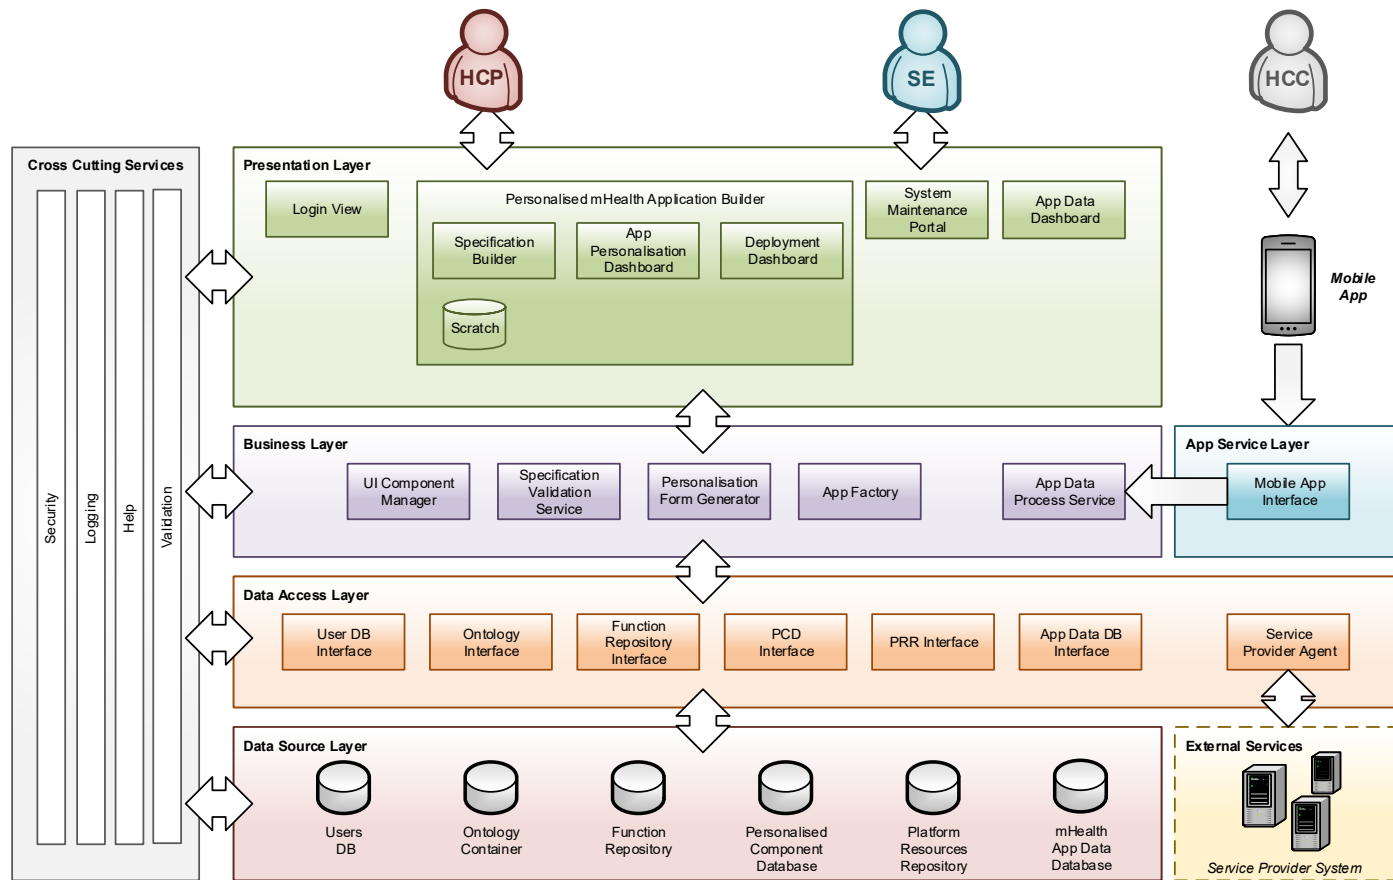 HCP
SE
HCC
Cross Cutting Services
Security
Logging
Help
Validation
Presentation Layer
Login View
Personalised mHealth Application Builder
Specification
Builder
App
Personalisation
Dashboard
Deployment
Dashboard
Scratch
System
Maintenance
Portal
App Data
Dashboard
Mobile
App
Business Layer
UI Component
Manager
Specification
Validation
Service
Personalisation
Form Generator
App Factory
App Data
Process Service
App Service Layer
Mobile App
Interface
Data Access Layer
User DB
Interface
Ontology
Interface
Function
Repository
Interface
PCD
Interface
PRR Interface
App Data DB
Interface
Service
Provider Agent
Data Source Layer
Users
DB
Ontology
Container
Function
Repository
Personalised
Component
Database
Platform
Resources
Repository
mHealth
App Data
Database
External Services
Service Provider System